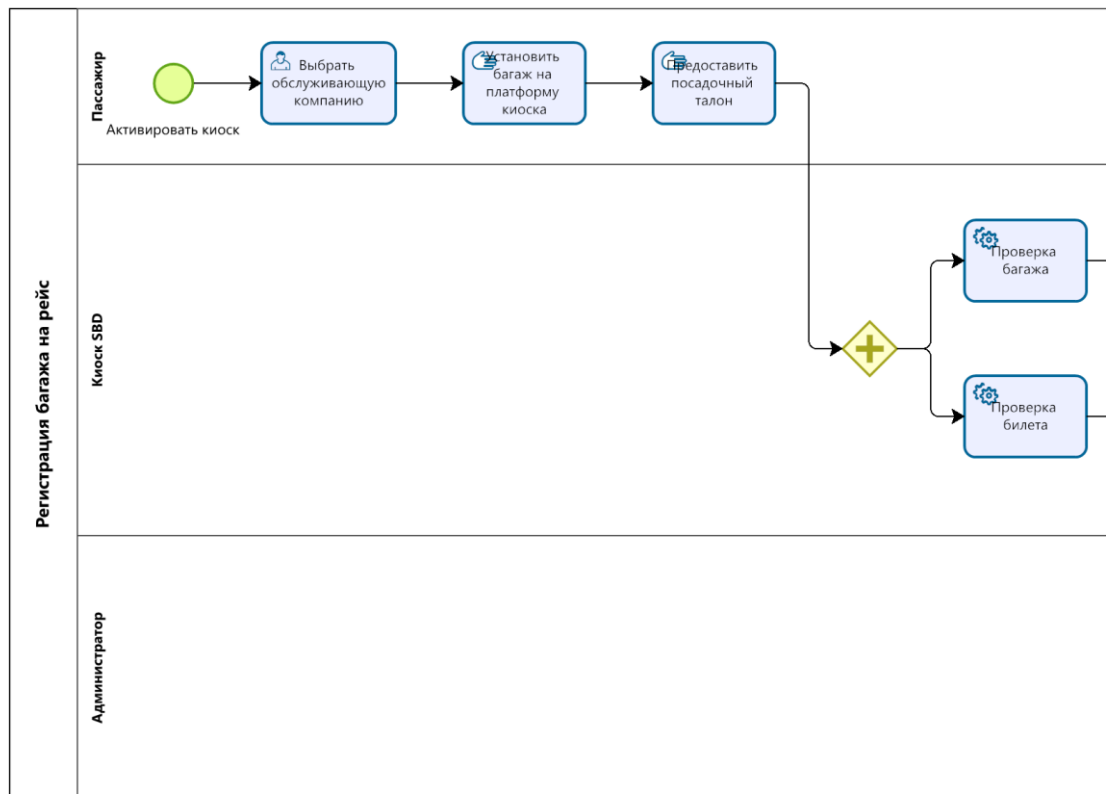 Регистрация багажа на рейс
Пассажир
Активировать киоск
Выбрать
обслуживающую
компанию
Установить
багаж на
платформу
киоска
Предоставить
посадочный
талон
Киоск SBD
Проверка
багажа
Проверка
билета
Администратор